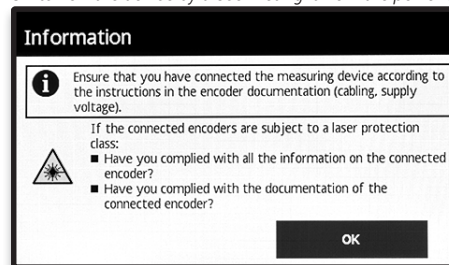 Information
Ensure that you have connected the measuring device according to
the instructions in the encoder documentation (cabling, supply
voltage).
If the connected encoders are subject to a laser protection
class:
■ Have you complied with all the information on the connected
encoder?
■ Have you complied with the documentation of the
connected encoder?
OK